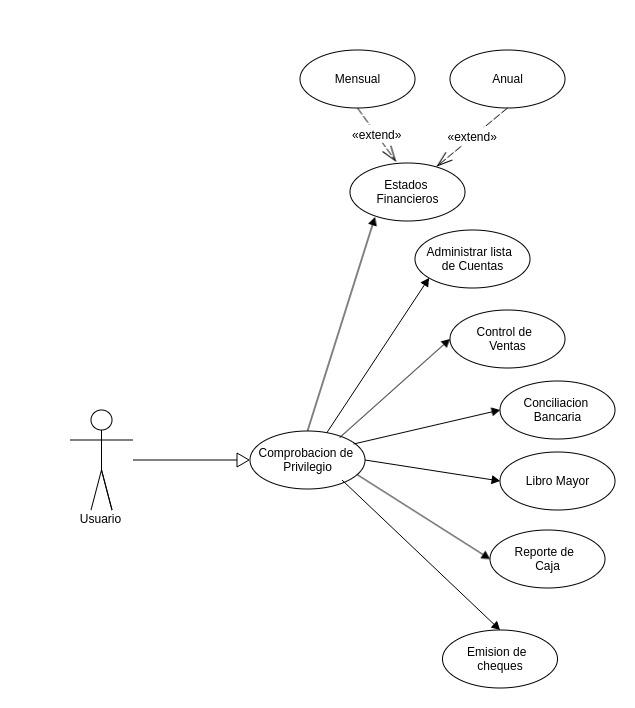 Mensual
Anual
«extend»
«extend»
Estados
Financieros
Administrar lista
de Cuentas
Control de
Ventas
Conciliacion
Bancaria
Comprobacion de
Privilegio
Libro Mayor
Usuario
Reporte de
Caja
Emision de
cheques